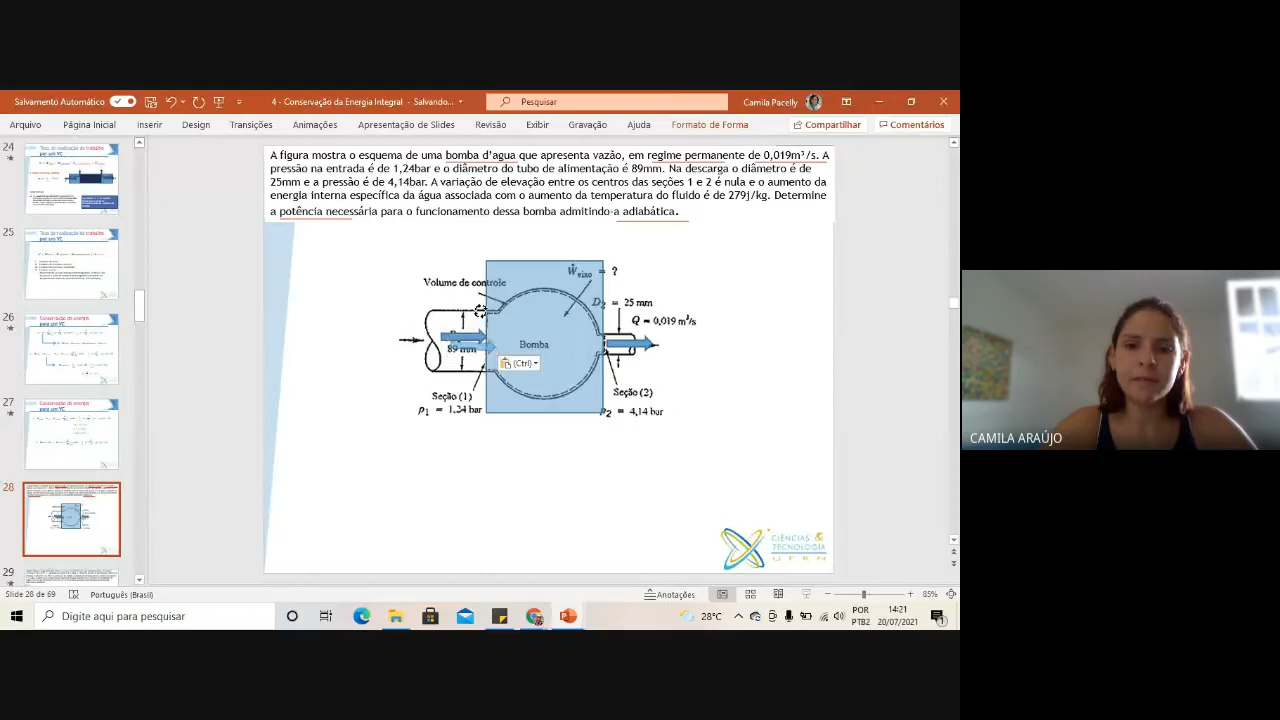 Salvamento Automático
4 - Conservação da Energia Integral - Salvando...
Pesquisar
Camila Pacelly
Arquivo
Página Inicial
Inserir
Design
Transições
Animações
Apresentação de Slides
Revisão
Exibir
Gravação
Ajuda
Formato de Forma
Compartilhar
Comentários
24
25
26
27
28
29
A figura mostra o esquema de uma bomba d'água que apresenta vazão, em regime permanente de 0,019m³/s. A
pressão na entrada é de 1,24bar e o diâmetro do tubo de alimentação é 89mm. Na descarga o diâmetro é de
25mm e a pressão é de 4,14bar. A variação de elevação entre os centros das seções 1 e 2 é nula e o aumento da
energia interna específica da água associado com o aumento da temperatura do fluido é de 279J/kg. Determine
a potência necessária para o funcionamento dessa bomba admitindo-a adiabática.
Ẇeixo = ?
Volume de controle
D2 = 25 mm
Q = 0,019 m³/s
89 mm
Bomba
(Ctrl)
Seção (1)
p1 = 1,24 bar
Seção (2)
p2 = 4,14 bar
CIÊNCIAS &
TECNOLOGIA
UFRN
CAMILA ARAÚJO
Slide 28 de 69
Português (Brasil)
Anotações
85%
Digite aqui para pesquisar
28°C
POR
PTB2
14:21
20/07/2021